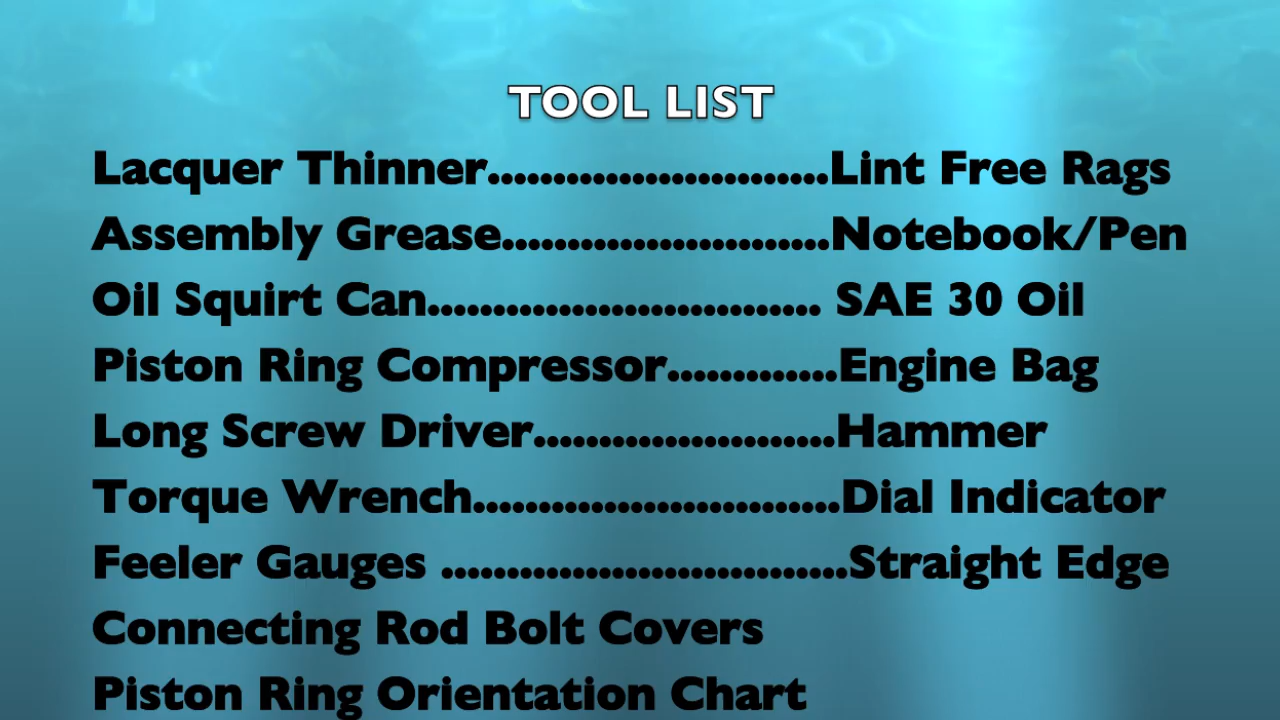 TOOL LIST
Lacquer Thinner..........................Lint Free Rags
Assembly Grease.........................Notebook/Pen
Oil Squirt Can.............................. SAE 30 Oil
Piston Ring Compressor.............Engine Bag
Long Screw Driver.......................Hammer
Torque Wrench............................Dial Indicator
Feeler Gauges ...............................Straight Edge
Connecting Rod Bolt Covers
Piston Ring Orientation Chart